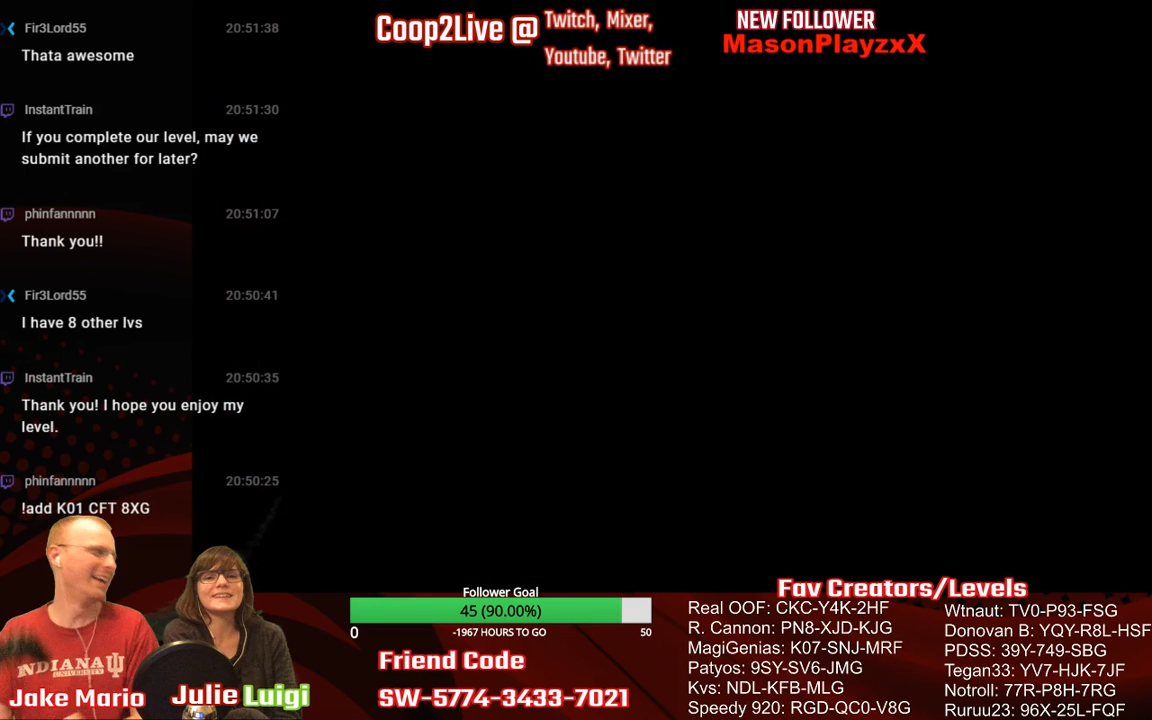 Fir3Lord55 20:51:38
Thata awesome
InstantTrain 20:51:30
If you complete our level, may we
submit another for later?
phinfannnnn 20:51:07
Thank you!!
Fir3Lord55 20:50:41
I have 8 other lvs
InstantTrain 20:50:35
Thank you! I hope you enjoy my
level.
phinfannnnn 20:50:25
!add K01 CFT 8XG
Coop2Live @ Twitch, Mixer,
Youtube, Twitter
NEW FOLLOWER
MasonPlayzxX
INDIANA
Jake Mario
Julie Luigi
Follower Goal
45 (90.00%)
0 -1967 HOURS TO GO 50
Friend Code
SW-5774-3433-7021
Fav Creators/Levels
Real OOF: CKC-Y4K-2HF
R. Cannon: PN8-XJD-KJG
MagiGenias: K07-SNJ-MRF
Patyos: 9SY-SV6-JMG
Kvs: NDL-KFB-MLG
Speedy 920: RGD-QC0-V8G
Wtnaut: TV0-P93-FSG
Donovan B: YQY-R8L-HSF
PDSS: 39Y-749-SBG
Tegan33: YV7-HJK-7JF
Notroll: 77R-P8H-7RG
Ruruu23: 96X-25L-FQF